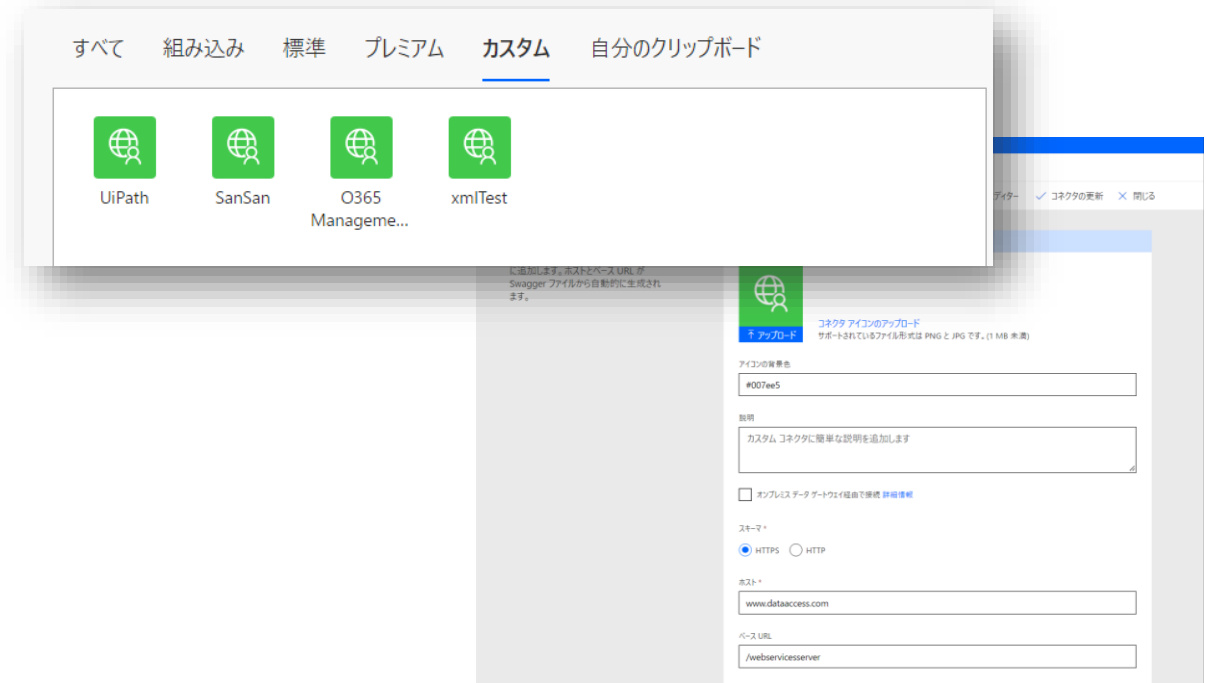 すべて 組み込み 標準 プレミアム カスタム 自分のクリップボード
UiPath SanSan O365 Manageme... xmlTest
ディター コネクタの更新 閉じる
に追加します。ホストとベース URL が
Swagger ファイルから自動的に生成され
ます。
アップロード
コネクタ アイコンのアップロード
サポートされているファイル形式は PNG と JPG です。(1 MB 未満)
アイコンの背景色
#007ee5
説明
カスタム コネクタに簡単な説明を追加します
オンプレミス データ ゲートウェイ経由で接続 詳細情報
スキーマ *
HTTPS HTTP
ホスト *
www.dataaccess.com
ベース URL
/webservicesserver